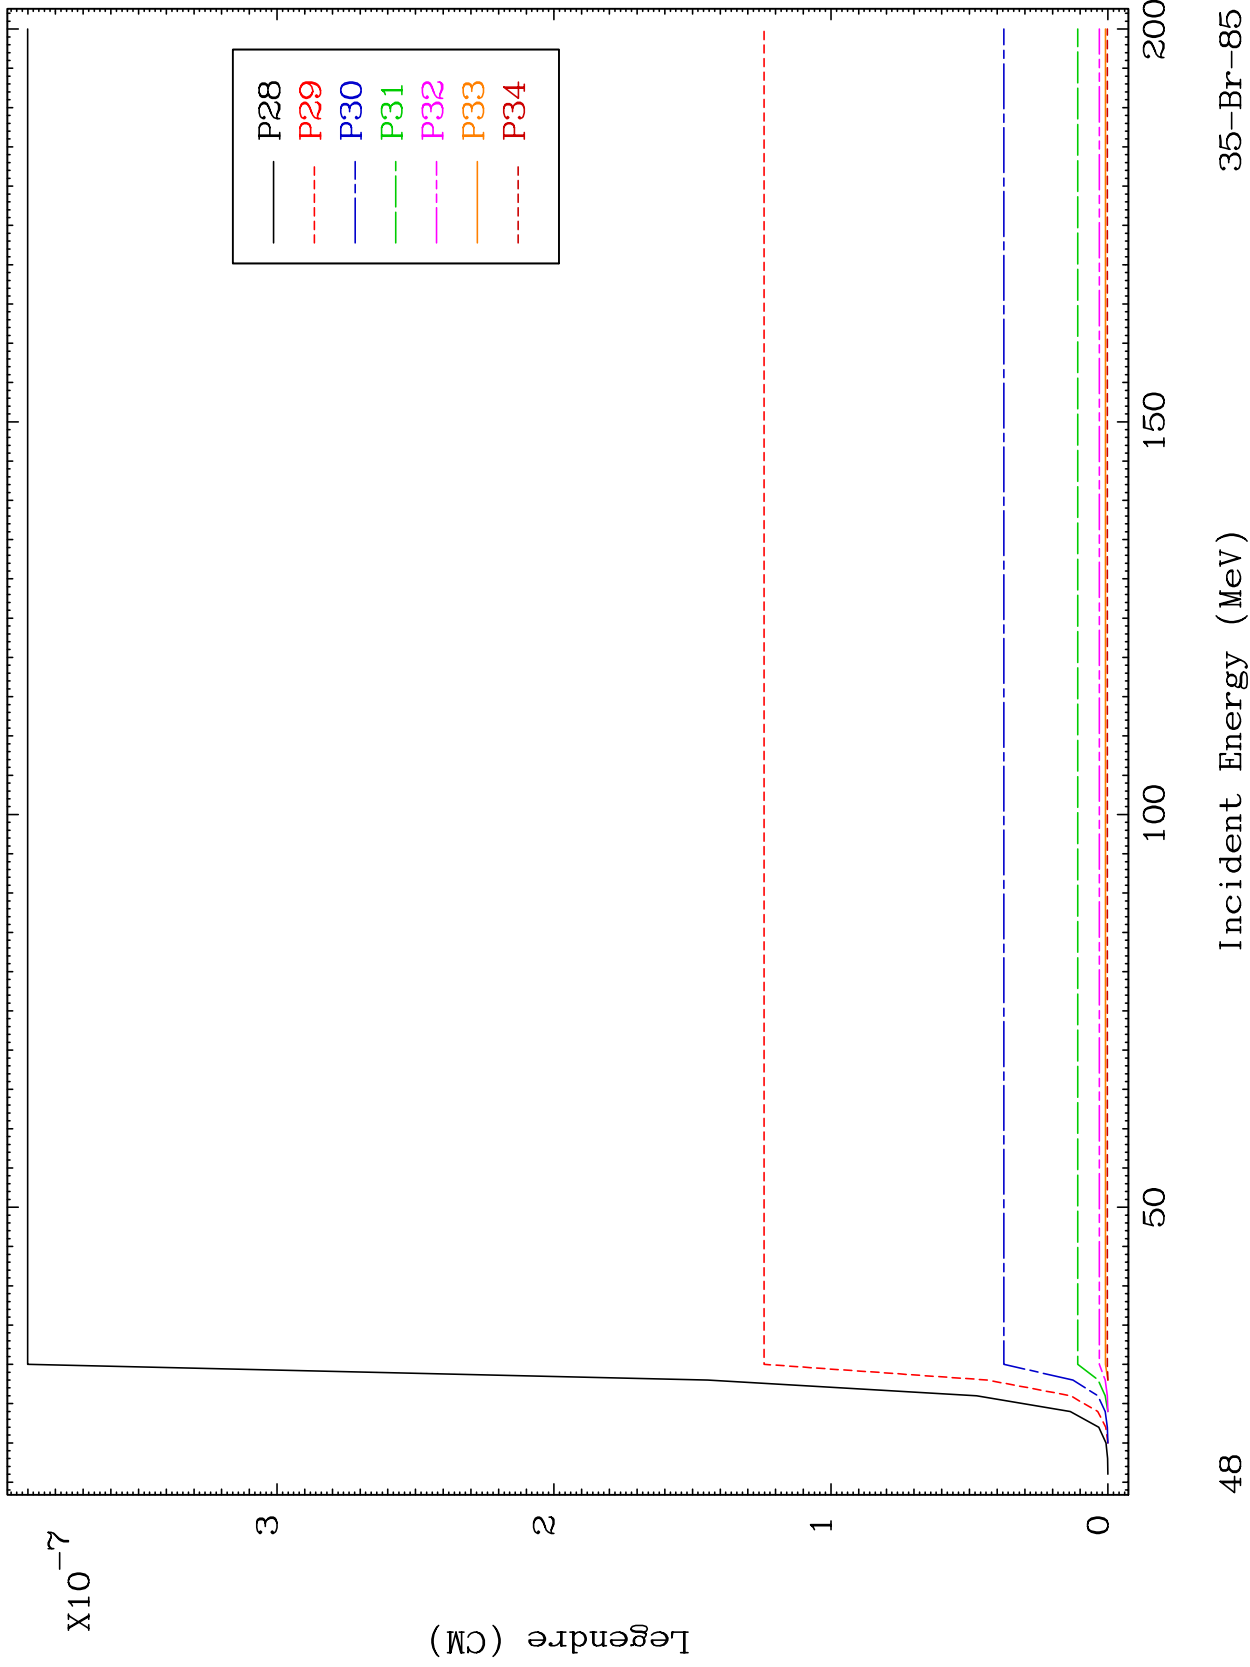 X10-7
3
2
1
0
Legendre (CM)
P28
P29
P30
P31
P32
P33
P34
50
100
150
200
48
Incident Energy (MeV)
35-Br-85